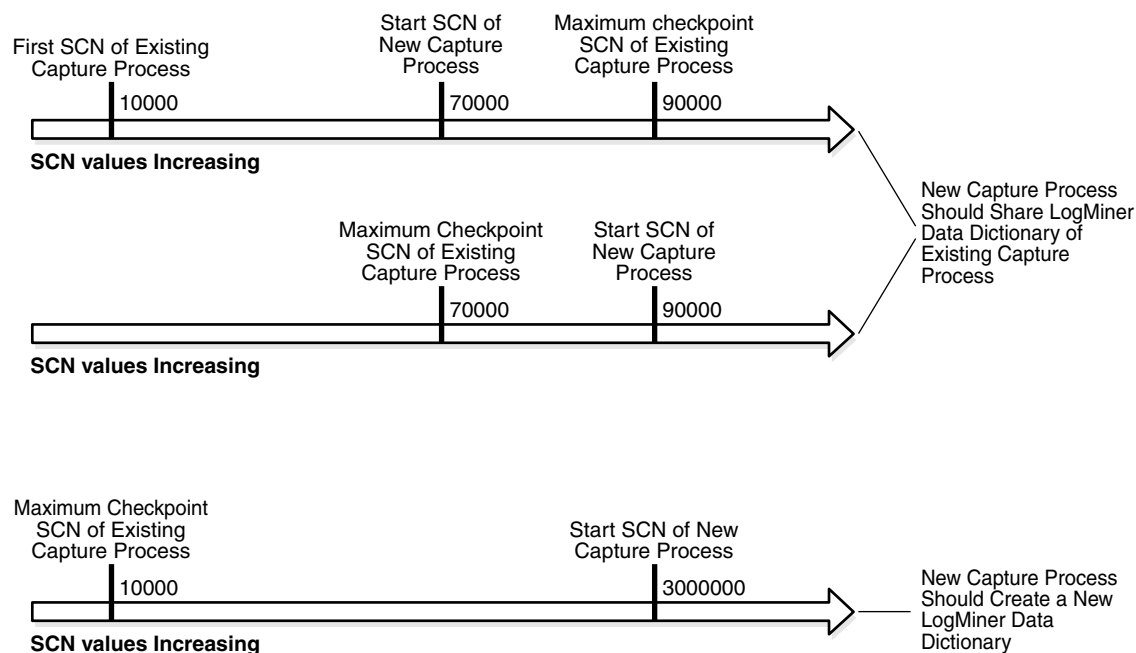 First SCN of Existing
Capture Process
10000
Start SCN of
New Capture
Process
70000
Maximum checkpoint
SCN of Existing
Capture Process
90000
SCN values Increasing
Maximum Checkpoint
SCN of Existing
Capture Process
70000
Start SCN of
New Capture
Process
90000
SCN values Increasing
New Capture Process
Should Share LogMiner
Data Dictionary of
Existing Capture
Process
Maximum Checkpoint
SCN of Existing
Capture Process
10000
Start SCN of New
Capture Process
3000000
SCN values Increasing
New Capture Process
Should Create a New
LogMiner Data
Dictionary